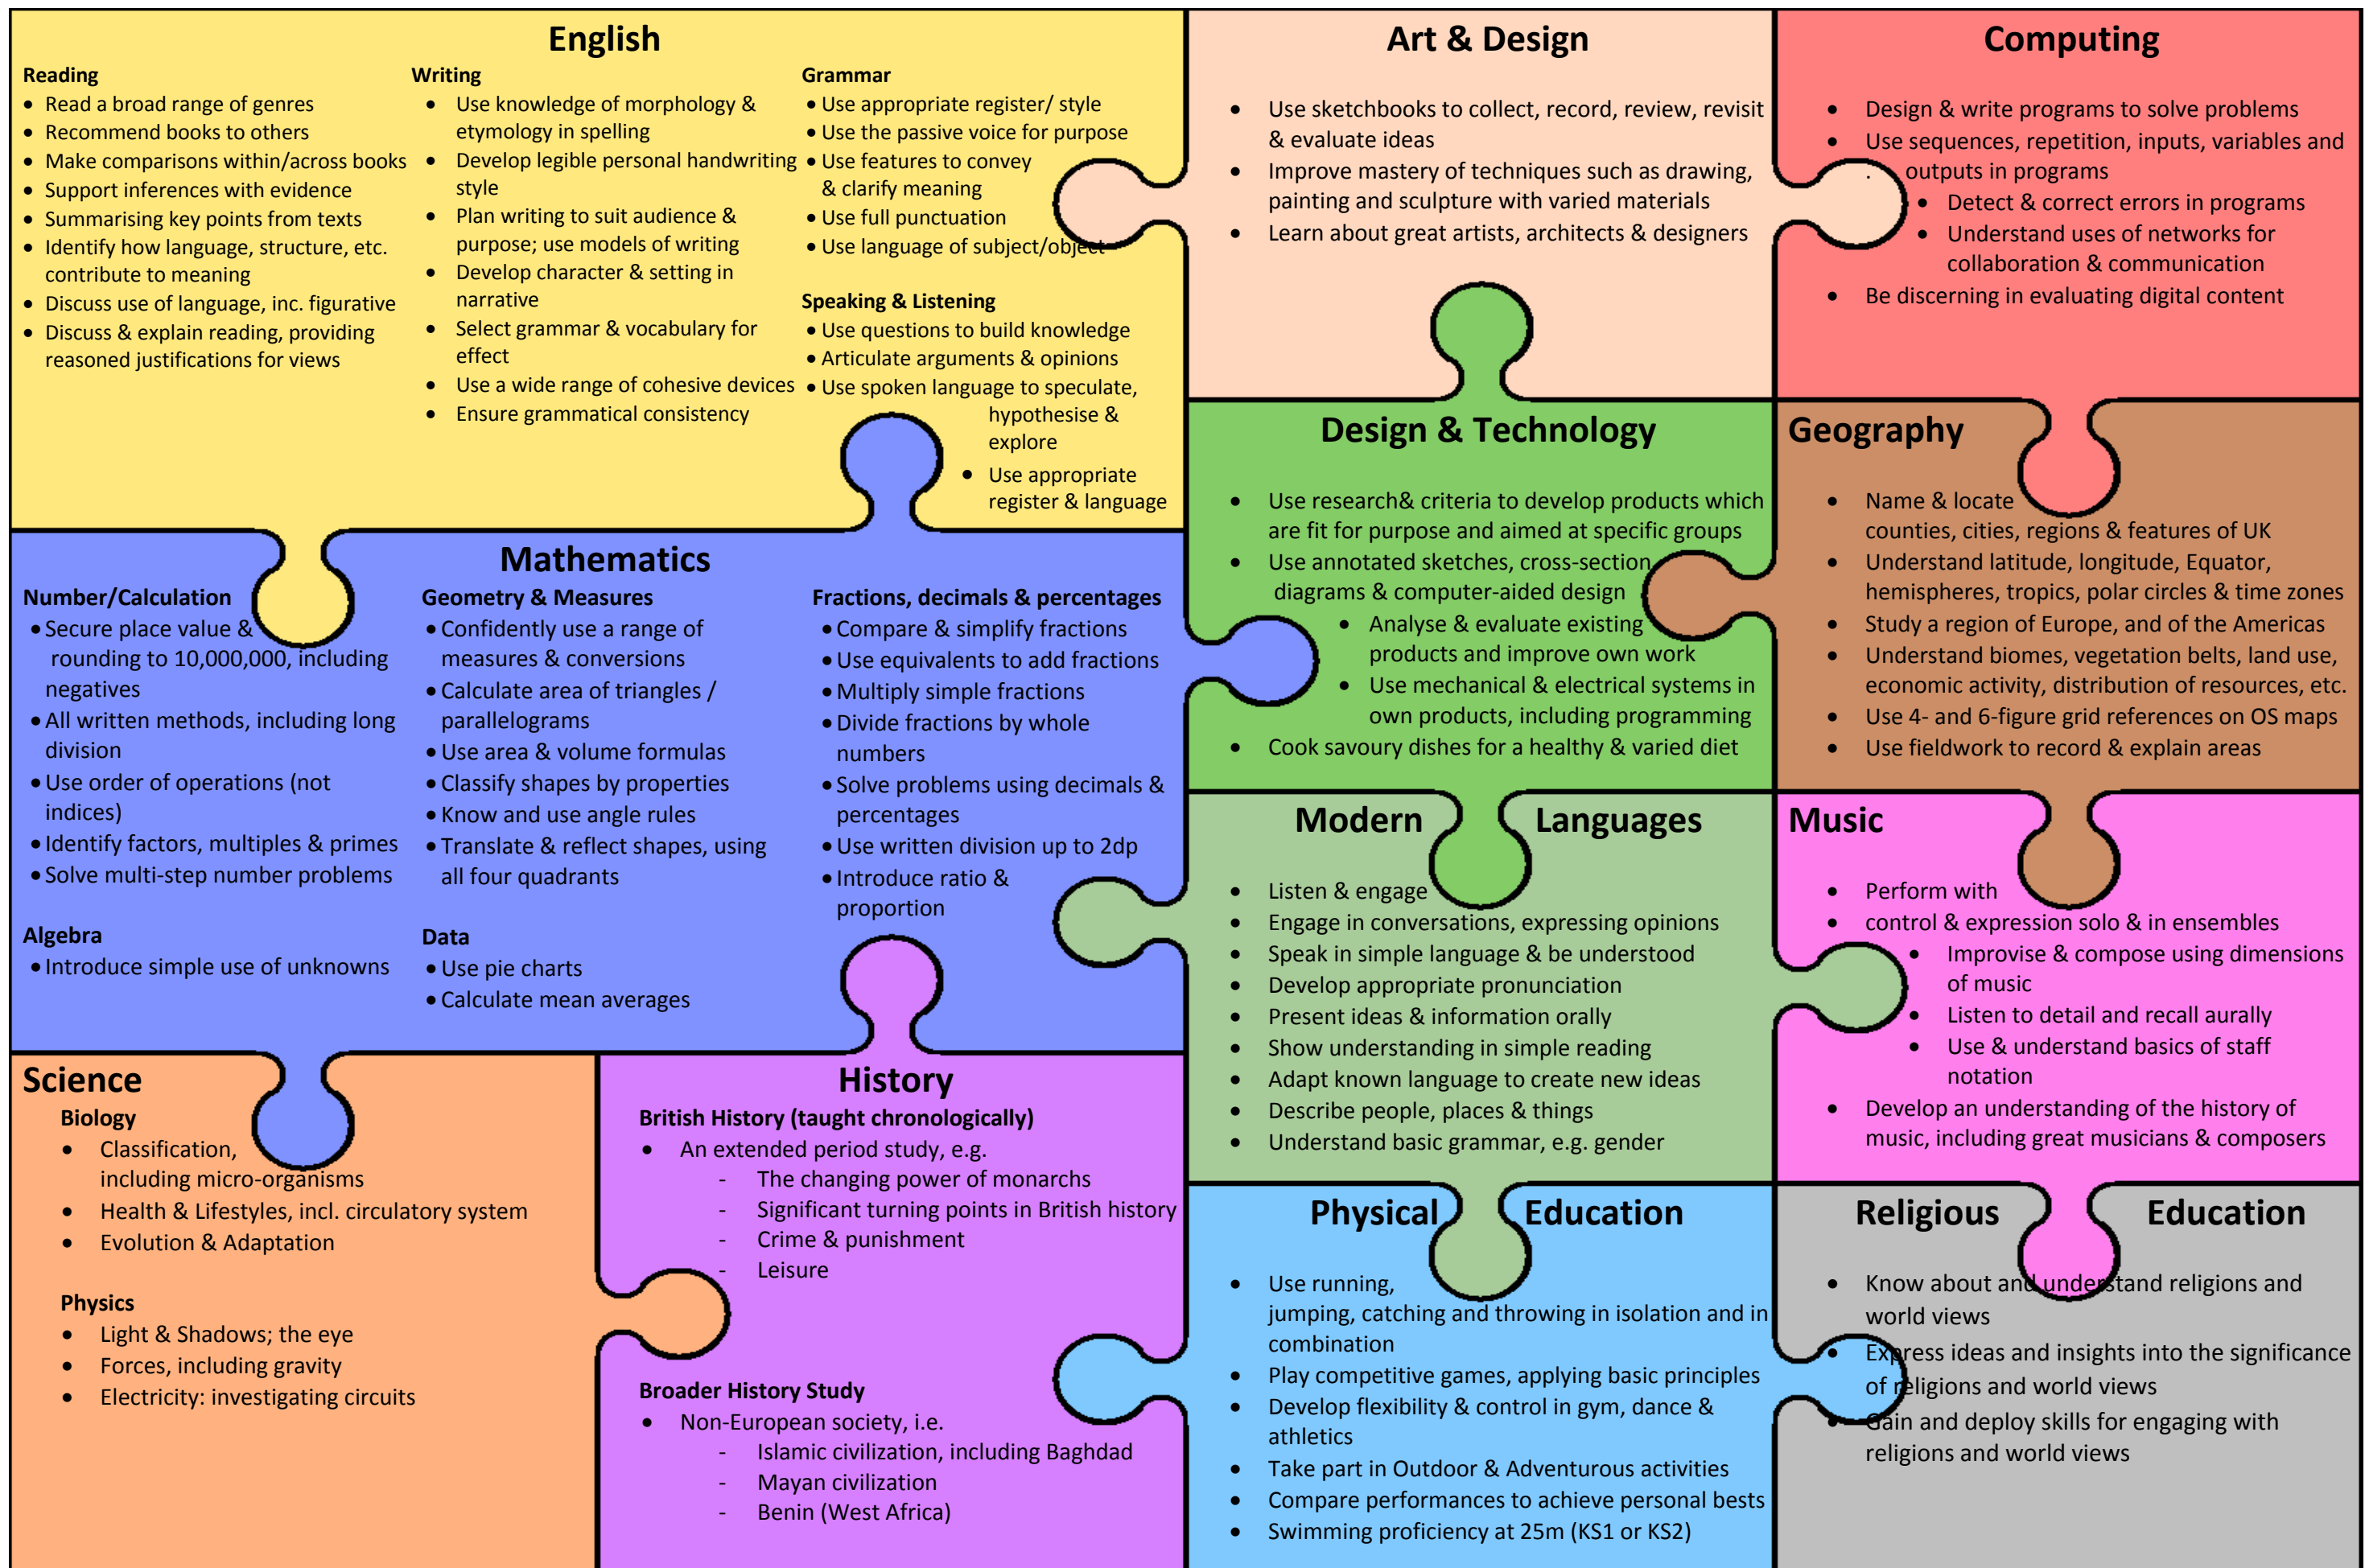 English
Reading
• Read a broad range of genres
• Recommend books to others
• Make comparisons within/across books
• Support inferences with evidence
• Summarising key points from texts
• Identify how language, structure, etc.
contribute to meaning
• Discuss use of language, inc. figurative
• Discuss & explain reading, providing
reasoned justifications for views
Writing
• Use knowledge of morphology &
etymology in spelling
• Develop legible personal handwriting
style
• Plan writing to suit audience &
purpose; use models of writing
• Develop character & setting in
narrative
• Select grammar & vocabulary for
effect
• Use a wide range of cohesive devices
• Ensure grammatical consistency
Grammar
• Use appropriate register/ style
• Use the passive voice for purpose
• Use features to convey
& clarify meaning
• Use full punctuation
• Use language of subject/object
Speaking & Listening
• Use questions to build knowledge
• Articulate arguments & opinions
• Use spoken language to speculate,
hypothesise &
explore
• Use appropriate
register & language
Art & Design
• Use sketchbooks to collect, record, review, revisit
& evaluate ideas
• Improve mastery of techniques such as drawing,
painting and sculpture with varied materials
• Learn about great artists, architects & designers
Computing
• Design & write programs to solve problems
• Use sequences, repetition, inputs, variables and
. outputs in programs
• Detect & correct errors in programs
• Understand uses of networks for
collaboration & communication
• Be discerning in evaluating digital content
Design & Technology
• Use research& criteria to develop products which
are fit for purpose and aimed at specific groups
• Use annotated sketches, cross-section
diagrams & computer-aided design
• Analyse & evaluate existing
products and improve own work
• Use mechanical & electrical systems in
own products, including programming
• Cook savoury dishes for a healthy & varied diet
Geography
• Name & locate
counties, cities, regions & features of UK
• Understand latitude, longitude, Equator,
hemispheres, tropics, polar circles & time zones
• Study a region of Europe, and of the Americas
• Understand biomes, vegetation belts, land use,
economic activity, distribution of resources, etc.
• Use 4- and 6-figure grid references on OS maps
• Use fieldwork to record & explain areas
Mathematics
Number/Calculation
• Secure place value &
rounding to 10,000,000, including
negatives
• All written methods, including long
division
• Use order of operations (not
indices)
• Identify factors, multiples & primes
• Solve multi-step number problems
Algebra
• Introduce simple use of unknowns
Geometry & Measures
• Confidently use a range of
measures & conversions
• Calculate area of triangles /
parallelograms
• Use area & volume formulas
• Classify shapes by properties
• Know and use angle rules
• Translate & reflect shapes, using
all four quadrants
Data
• Use pie charts
• Calculate mean averages
Fractions, decimals & percentages
• Compare & simplify fractions
• Use equivalents to add fractions
• Multiply simple fractions
• Divide fractions by whole
numbers
• Solve problems using decimals &
percentages
• Use written division up to 2dp
• Introduce ratio &
proportion
Modern Languages
• Listen & engage
• Engage in conversations, expressing opinions
• Speak in simple language & be understood
• Develop appropriate pronunciation
• Present ideas & information orally
• Show understanding in simple reading
• Adapt known language to create new ideas
• Describe people, places & things
• Understand basic grammar, e.g. gender
Music
• Perform with
• control & expression solo & in ensembles
• Improvise & compose using dimensions
of music
• Listen to detail and recall aurally
• Use & understand basics of staff
notation
• Develop an understanding of the history of
music, including great musicians & composers
Science
Biology
• Classification,
including micro-organisms
• Health & Lifestyles, incl. circulatory system
• Evolution & Adaptation
Physics
• Light & Shadows; the eye
• Forces, including gravity
• Electricity: investigating circuits
History
British History (taught chronologically)
• An extended period study, e.g.
- The changing power of monarchs
- Significant turning points in British history
- Crime & punishment
- Leisure
Broader History Study
• Non-European society, i.e.
- Islamic civilization, including Baghdad
- Mayan civilization
- Benin (West Africa)
Physical Education
• Use running,
jumping, catching and throwing in isolation and in
combination
• Play competitive games, applying basic principles
• Develop flexibility & control in gym, dance &
athletics
• Take part in Outdoor & Adventurous activities
• Compare performances to achieve personal bests
• Swimming proficiency at 25m (KS1 or KS2)
Religious Education
• Know about and understand religions and
world views
• Express ideas and insights into the significance
of religions and world views
• Gain and deploy skills for engaging with
religions and world views